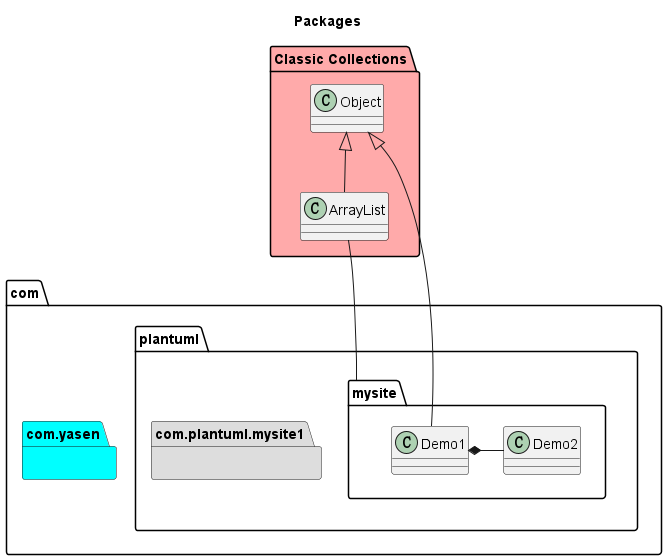 Packages
Classic Collections
C Object
C ArrayList
com
plantuml
mysite
com.yasen
com.plantuml.mysite1
C Demo1
C Demo2